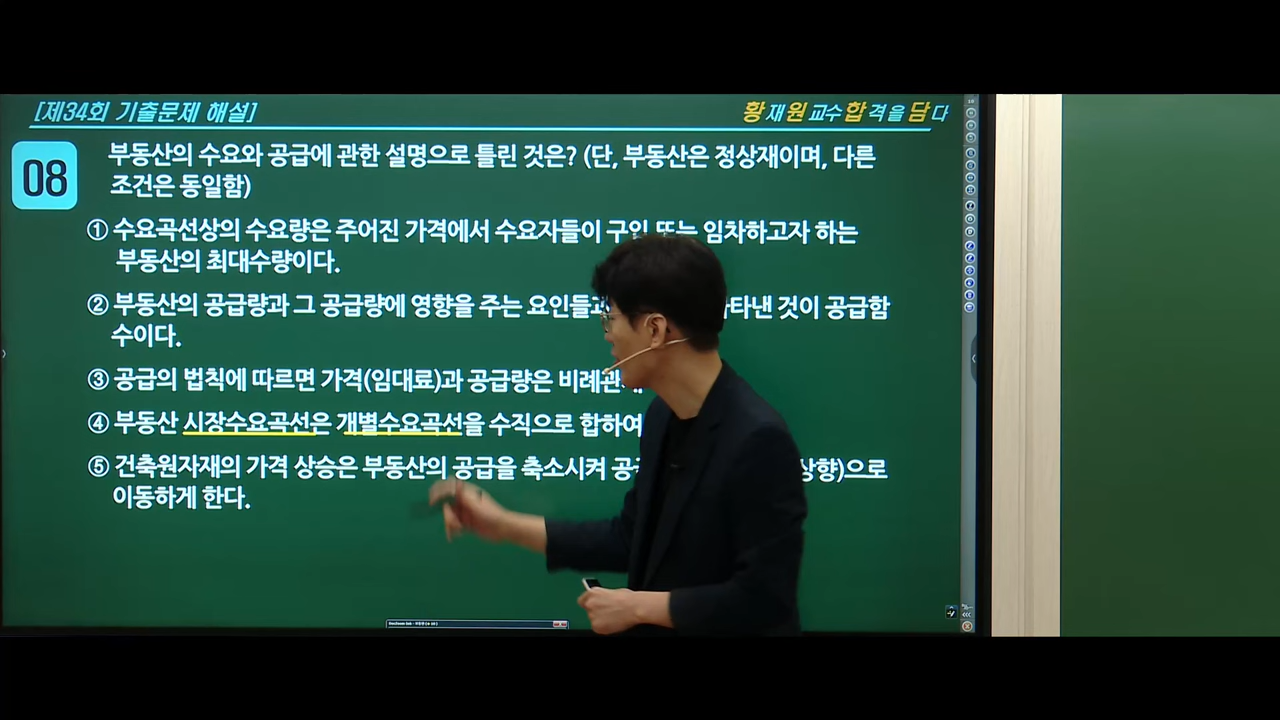 [제34회 기출문제 해설]
황재원교수합격을담다
08
부동산의 수요와 공급에 관한 설명으로 틀린 것은? (단, 부동산은 정상재이며, 다른
조건은 동일함)
① 수요곡선상의 수요량은 주어진 가격에서 수요자들이 구입 또는 임차하고자 하는
부동산의 최대수량이다.
② 부동산의 공급량과 그 공급량에 영향을 주는 요인들과 타낸 것이 공급함
수이다.
③ 공급의 법칙에 따르면 가격(임대료)과 공급량은 비례관계
④ 부동산 시장수요곡선은 개별수요곡선을 수직으로 합하여
⑤ 건축원자재의 가격 상승은 부동산의 공급을 축소시켜 상향)으로
이동하게 한다.